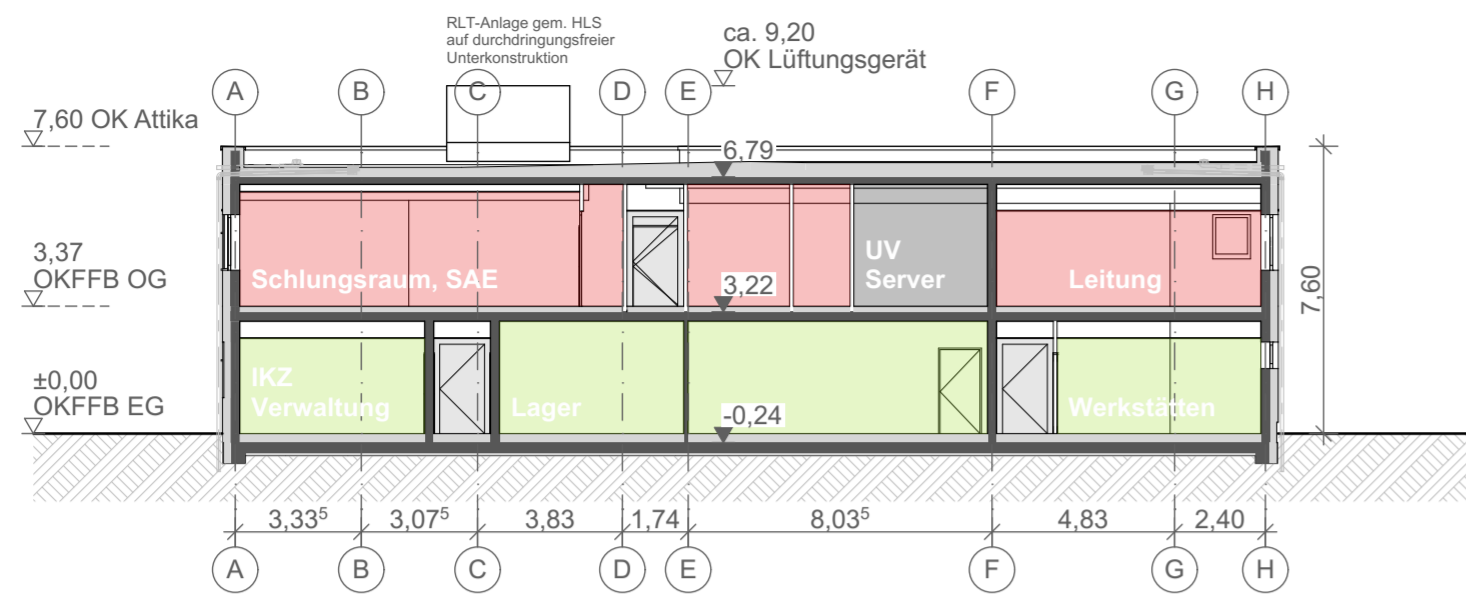 RLT-Anlage gem. HLS
auf durchdringungsfreier
Unterkonstruktion
ca. 9,20
OK Lüftungsgerät
A
B
C
D
E
F
G
H
7,60 OK Attika
6,79
3,37
OKFFB OG
Schlungsraum, SAE
UV
Server
Leitung
3,22
7,60
±0,00
OKFFB EG
IKZ
Verwaltung
Lager
Werkstätten
-0,24
3,33⁵
3,07⁵
3,83
1,74
8,03⁵
4,83
2,40
A
B
C
D
E
F
G
H